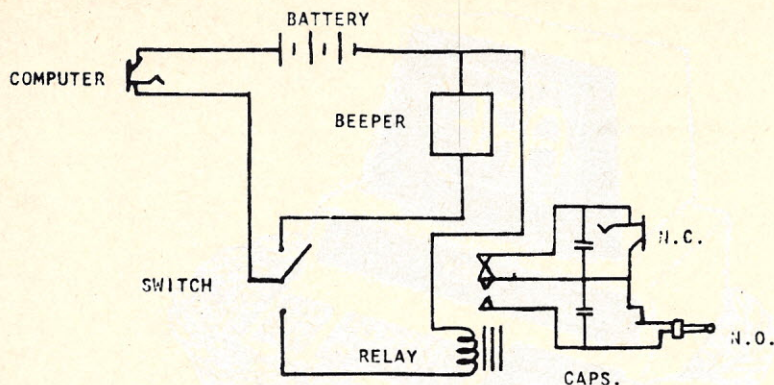 BATTERY
COMPUTER
BEEPER
N.C.
SWITCH
N.O.
RELAY
CAPS.